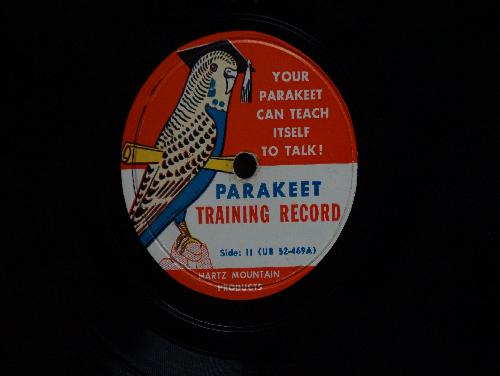 YOUR
PARAKEET
CAN TEACH
ITSELF
TO TALK!
PARAKEET
TRAINING RECORD
Side: II (UB 52-469A)
HARTZ MOUNTAIN
PRODUCTS